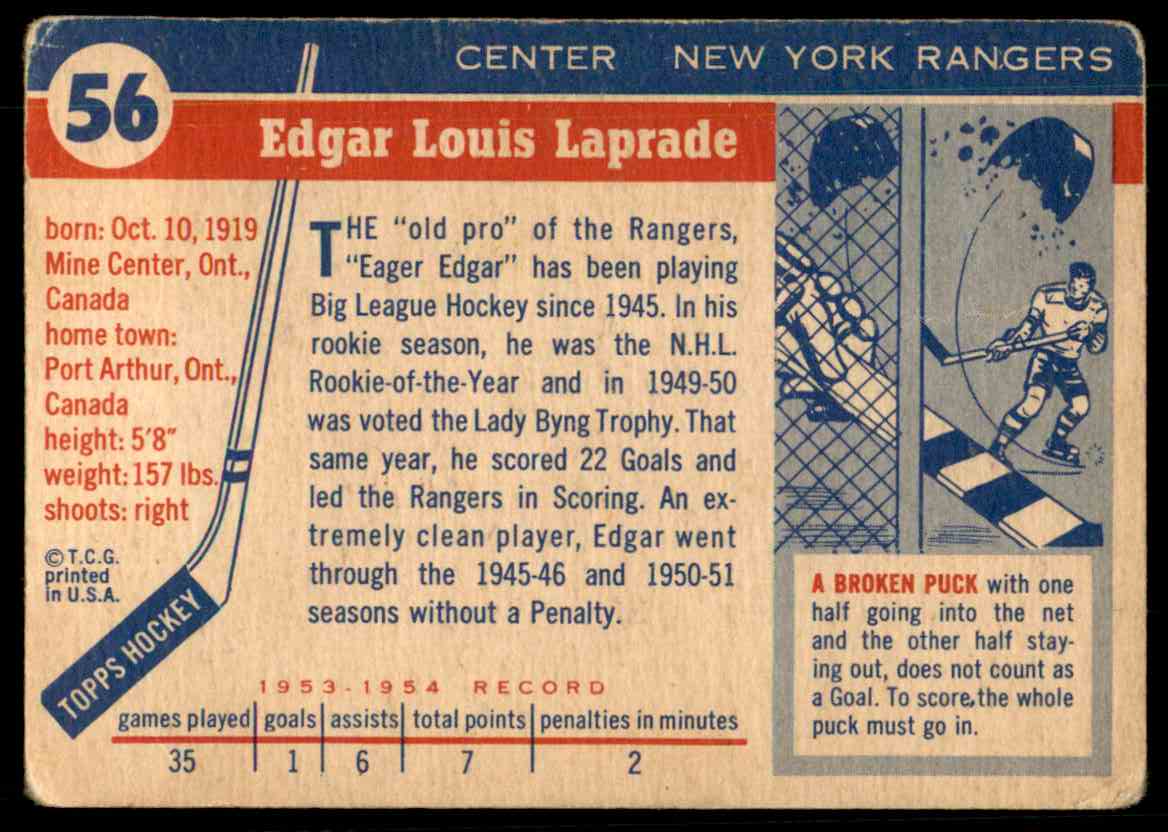 56
CENTER NEW YORK RANGERS
Edgar Louis Laprade
born: Oct. 10, 1919
Mine Center, Ont.,
Canada
home town:
Port Arthur, Ont.,
Canada
height: 5'8"
weight: 157 lbs.
shoots: right
© T.C.G.
printed
in U.S.A.
TOPPS HOCKEY
THE "old pro" of the Rangers,
"Eager Edgar" has been playing
Big League Hockey since 1945. In his
rookie season, he was the N.H.L.
Rookie-of-the-Year and in 1949-50
was voted the Lady Byng Trophy. That
same year, he scored 22 Goals and
led the Rangers in Scoring. An ex-
tremely clean player, Edgar went
through the 1945-46 and 1950-51
seasons without a Penalty.
A BROKEN PUCK with one
half going into the net
and the other half stay-
ing out, does not count as
a Goal. To score, the whole
puck must go in.
1953-1954 RECORD
games played goals assists total points penalties in minutes
35 1 6 7 2